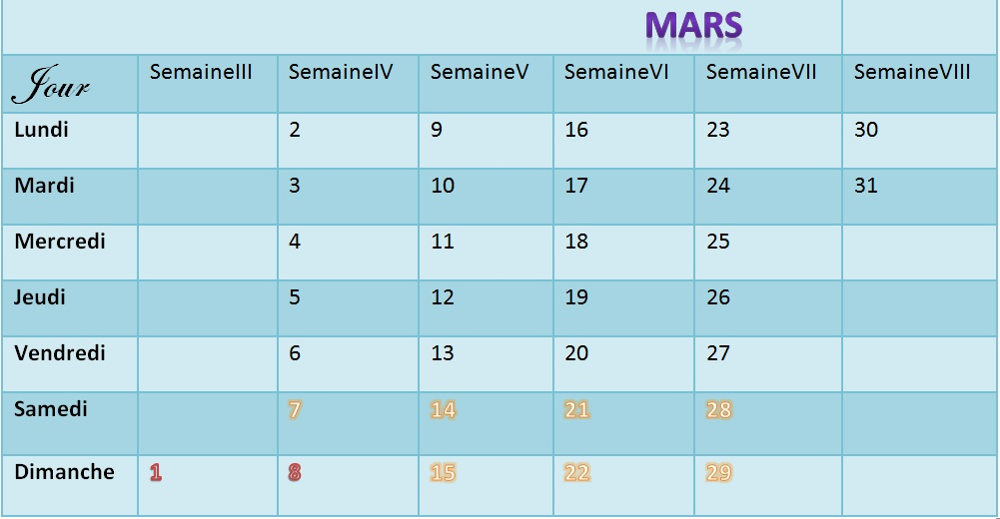 MARS
Jour SemaineIII SemaineIV SemaineV SemaineVI SemaineVII SemaineVIII
Lundi 2 9 16 23 30
Mardi 3 10 17 24 31
Mercredi 4 11 18 25
Jeudi 5 12 19 26
Vendredi 6 13 20 27
Samedi 7 14 21 28
Dimanche 1 8 15 22 29